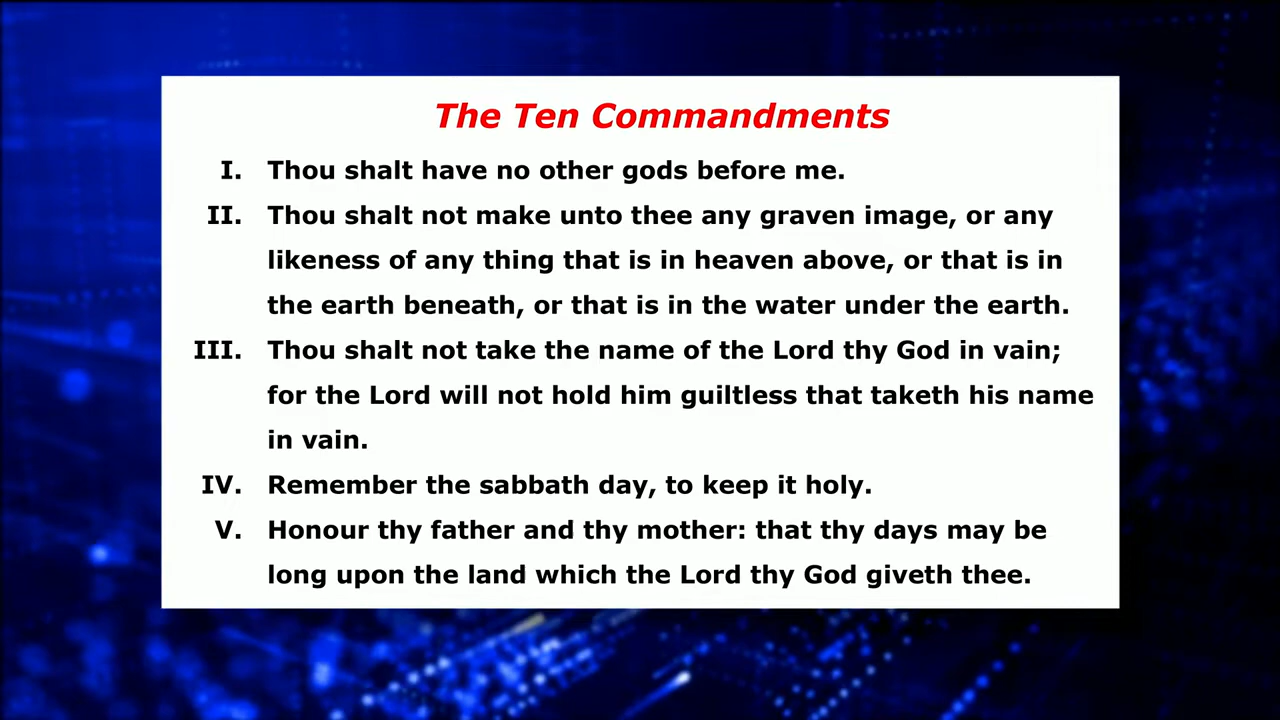 The Ten Commandments
I. Thou shalt have no other gods before me.
II. Thou shalt not make unto thee any graven image, or any
likeness of any thing that is in heaven above, or that is in
the earth beneath, or that is in the water under the earth.
III. Thou shalt not take the name of the Lord thy God in vain;
for the Lord will not hold him guiltless that taketh his name
in vain.
IV. Remember the sabbath day, to keep it holy.
V. Honour thy father and thy mother: that thy days may be
long upon the land which the Lord thy God giveth thee.